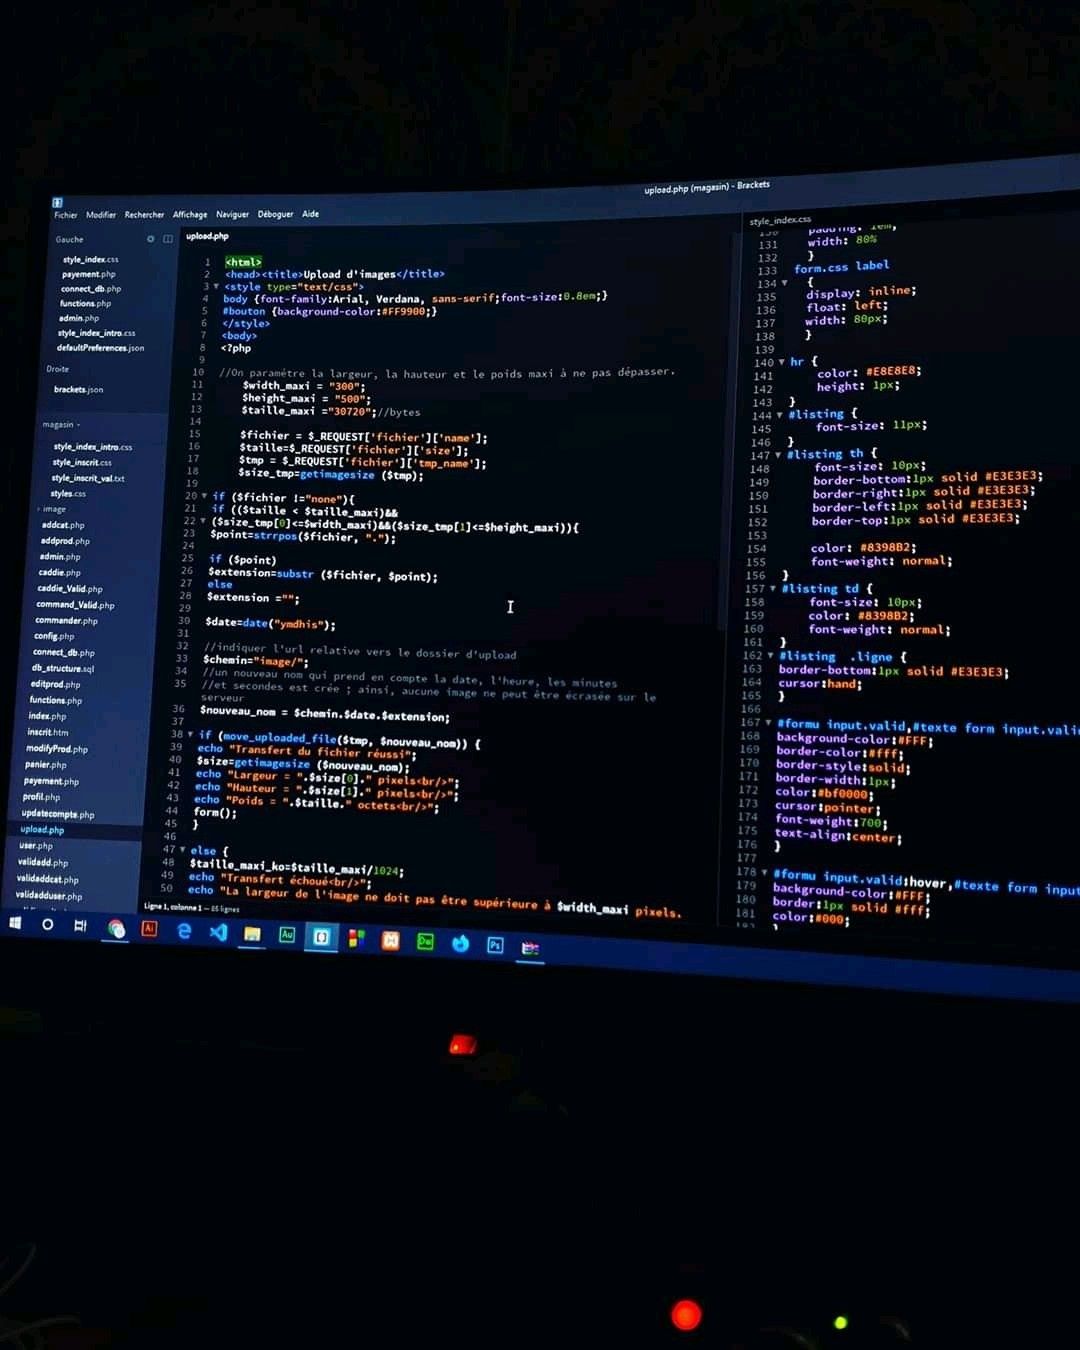 upload.php (magasin) - Brackets
Fichier Modifier Rechercher Affichage Naviguer Déboguer Aide
Gauche
style_index.css
payement.php
connect_db.php
functions.php
admin.php
style_index_intro.css
defaultPreferences.json
Droite
brackets.json
magasin
style_index_intro.css
style_inscrit.css
style_inscrit_val.txt
styles.css
image
addcat.php
addprod.php
admin.php
caddie.php
caddie_Valid.php
command_Valid.php
commander.php
config.php
connect_db.php
db_structure.sql
editprod.php
functions.php
index.php
inscrit.htm
modifyProd.php
panier.php
payement.php
profil.php
updatecompte.php
upload.php
user.php
validadd.php
validaddcat.php
validadduser.php
upload.php
1 <html>
2 <head><title>Upload d'images</title>
3 <style type="text/css">
4 body {font-family:Arial, Verdana, sans-serif;font-size:0.8em;}
5 #bouton {background-color:#FF9900;}
6 </style>
7 <body>
8 <?php
9
10 //On paramètre la largeur, la hauteur et le poids maxi à ne pas dépasser.
11 $width_maxi = "300";
12 $height_maxi = "500";
13 $taille_maxi ="30720";//bytes
14
15 $fichier = $_REQUEST['fichier']['name'];
16 $taille=$_REQUEST['fichier']['size'];
17 $tmp = $_REQUEST['fichier']['tmp_name'];
18 $size_tmp=getimagesize ($tmp);
19
20 if ($fichier !="none"){
21 if (($taille < $taille_maxi)&&
22 ($size_tmp[0]<=$width_maxi)&&($size_tmp[1]<=$height_maxi)){
23 $point=strrpos($fichier, ".");
24
25 if ($point)
26 $extension=substr ($fichier, $point);
27 else
28 $extension ="";
29
30 $date=date("ymdhis");
31
32 //indiquer l'url relative vers le dossier d'upload
33 $chemin="image/";
34 //un nouveau nom qui prend en compte la date, l'heure, les minutes
35 //et secondes est crée ; ainsi, aucune image ne peut être écrasée sur le
serveur
36 $nouveau_nom = $chemin.$date.$extension;
37
38 if (move_uploaded_file($tmp, $nouveau_nom)) {
39 echo "Transfert du fichier réussi";
40 $size=getimagesize ($nouveau_nom);
41 echo "Largeur = ".$size[0]." pixels<br/>";
42 echo "Hauteur = ".$size[1]." pixels<br/>";
43 echo "Poids = ".$taille." octets<br/>";
44 form();
45 }
46
47 else {
48 $taille_maxi_ko=$taille_maxi/1024;
49 echo "Transfert échoué<br/>";
50 echo "La largeur de l'image ne doit pas être supérieure à $width_maxi pixels.
Ligne 1, colonne 1 — 85 lignes
style_index.css
130 padding: 1em;
131 width: 80%
132 }
133 form.css label
134 {
135 display: inline;
136 float: left;
137 width: 80px;
138 }
139
140 hr {
141 color: #E8E8E8;
142 height: 1px;
143 }
144 #listing {
145 font-size: 11px;
146 }
147 #listing th {
148 font-size: 10px;
149 border-bottom:1px solid #E3E3E3;
150 border-right:1px solid #E3E3E3;
151 border-left:1px solid #E3E3E3;
152 border-top:1px solid #E3E3E3;
153
154 color: #8398B2;
155 font-weight: normal;
156 }
157 #listing td {
158 font-size: 10px;
159 color: #8398B2;
160 font-weight: normal;
161 }
162 #listing .ligne {
163 border-bottom:1px solid #E3E3E3;
164 cursor:hand;
165 }
166
167 #formu input.valid,#texte form input.vali
168 background-color:#FFF;
169 border-color:#fff;
170 border-style:solid;
171 border-width:1px;
172 color:#bf0000;
173 cursor:pointer;
174 font-weight:700;
175 text-align:center;
176 }
177
178 #formu input.valid:hover,#texte form input
179 background-color:#FFF;
180 border:1px solid #fff;
181 color:#000;
Ai
Au
Dw
Ps